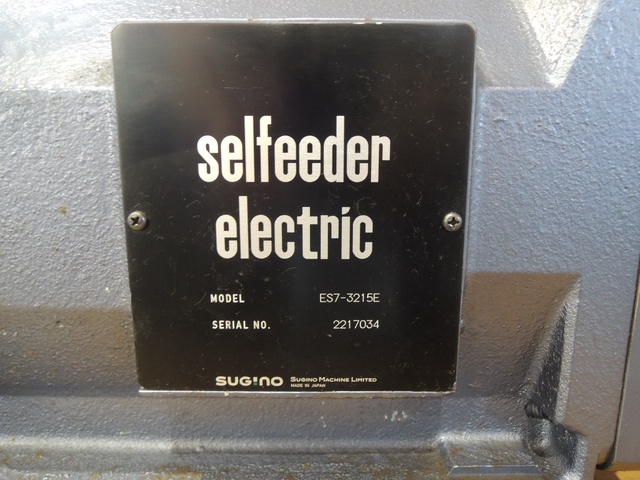 selfeeder
electric
MODEL ES7-3215E
SERIAL NO. 2217034
SUGINO SUGINO MACHINE LIMITED
MADE IN JAPAN